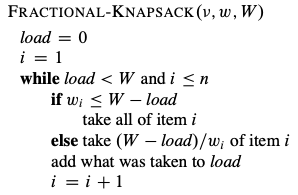 FRACTIONAL-KNAPSACK(v, w, W)
load = 0
i = 1
while load < W and i ≤ n
if wᵢ ≤ W – load
take all of item i
else take (W – load)/wᵢ of item i
add what was taken to load
i = i + 1